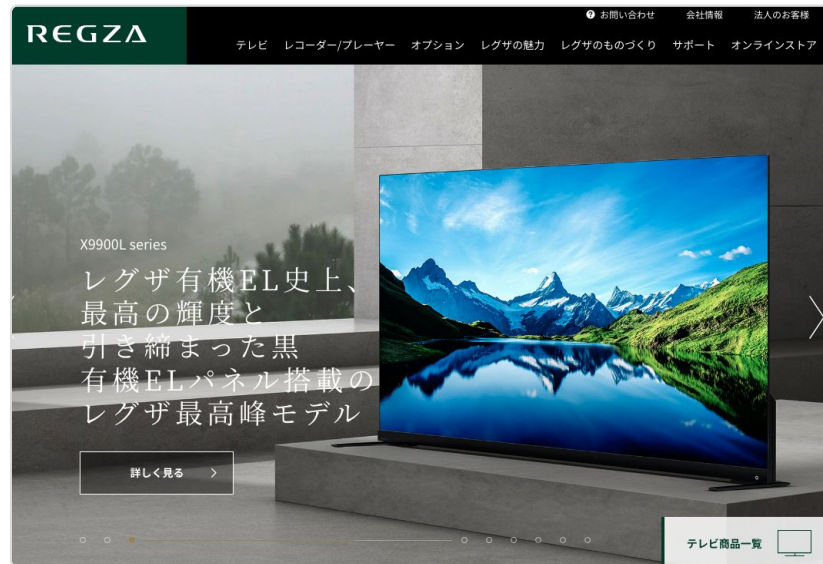 お問い合わせ 会社情報 法人のお客様
REGZA
テレビ レコーダー/プレーヤー オプション レグザの魅力 レグザのものづくり サポート オンラインストア
X9900L series
レグザ有機EL史上、
最高の輝度と
引き締まった黒
有機ELパネル搭載の
レグザ最高峰モデル
詳しく見る
テレビ商品一覧